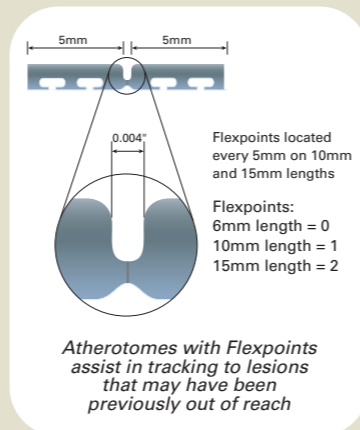 5mm 5mm
0.004"
Flexpoints located
every 5mm on 10mm
and 15mm lengths
Flexpoints:
6mm length = 0
10mm length = 1
15mm length = 2
Atherotomes with Flexpoints
assist in tracking to lesions
that may have been
previously out of reach